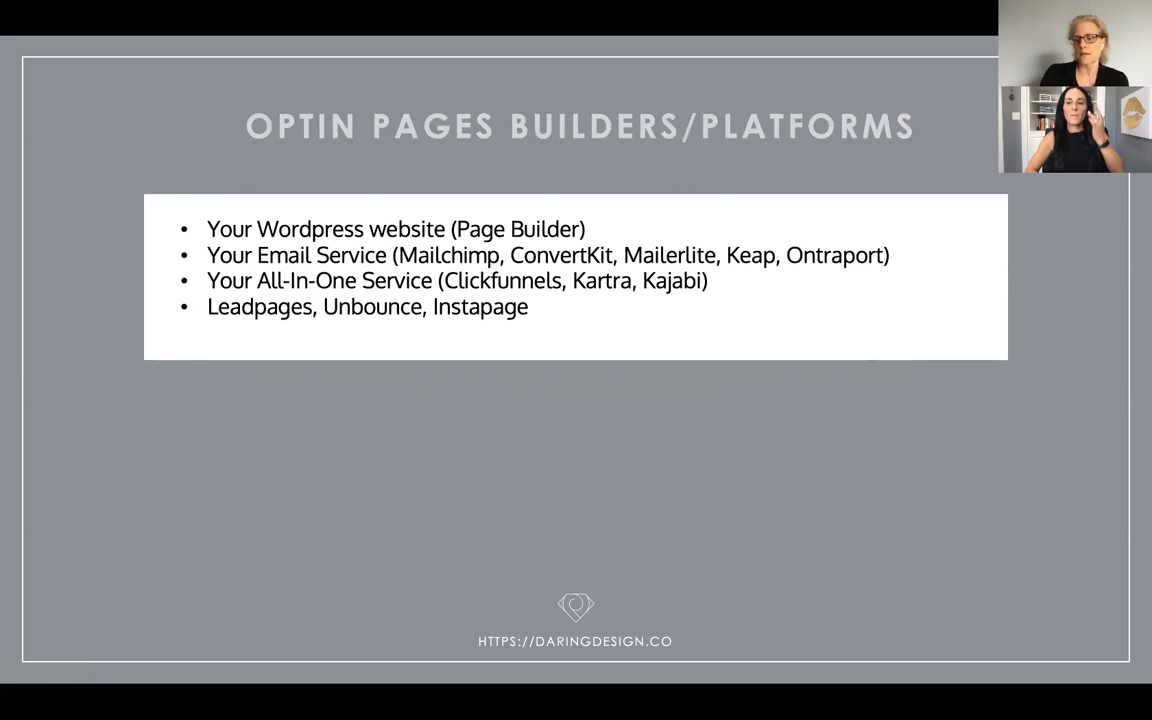 OPTIN PAGES BUILDERS/PLATFORMS
• Your Wordpress website (Page Builder)
• Your Email Service (Mailchimp, ConvertKit, Mailerlite, Keap, Ontraport)
• Your All-In-One Service (Clickfunnels, Kartra, Kajabi)
• Leadpages, Unbounce, Instapage
HTTPS://DARINGDESIGN.CO